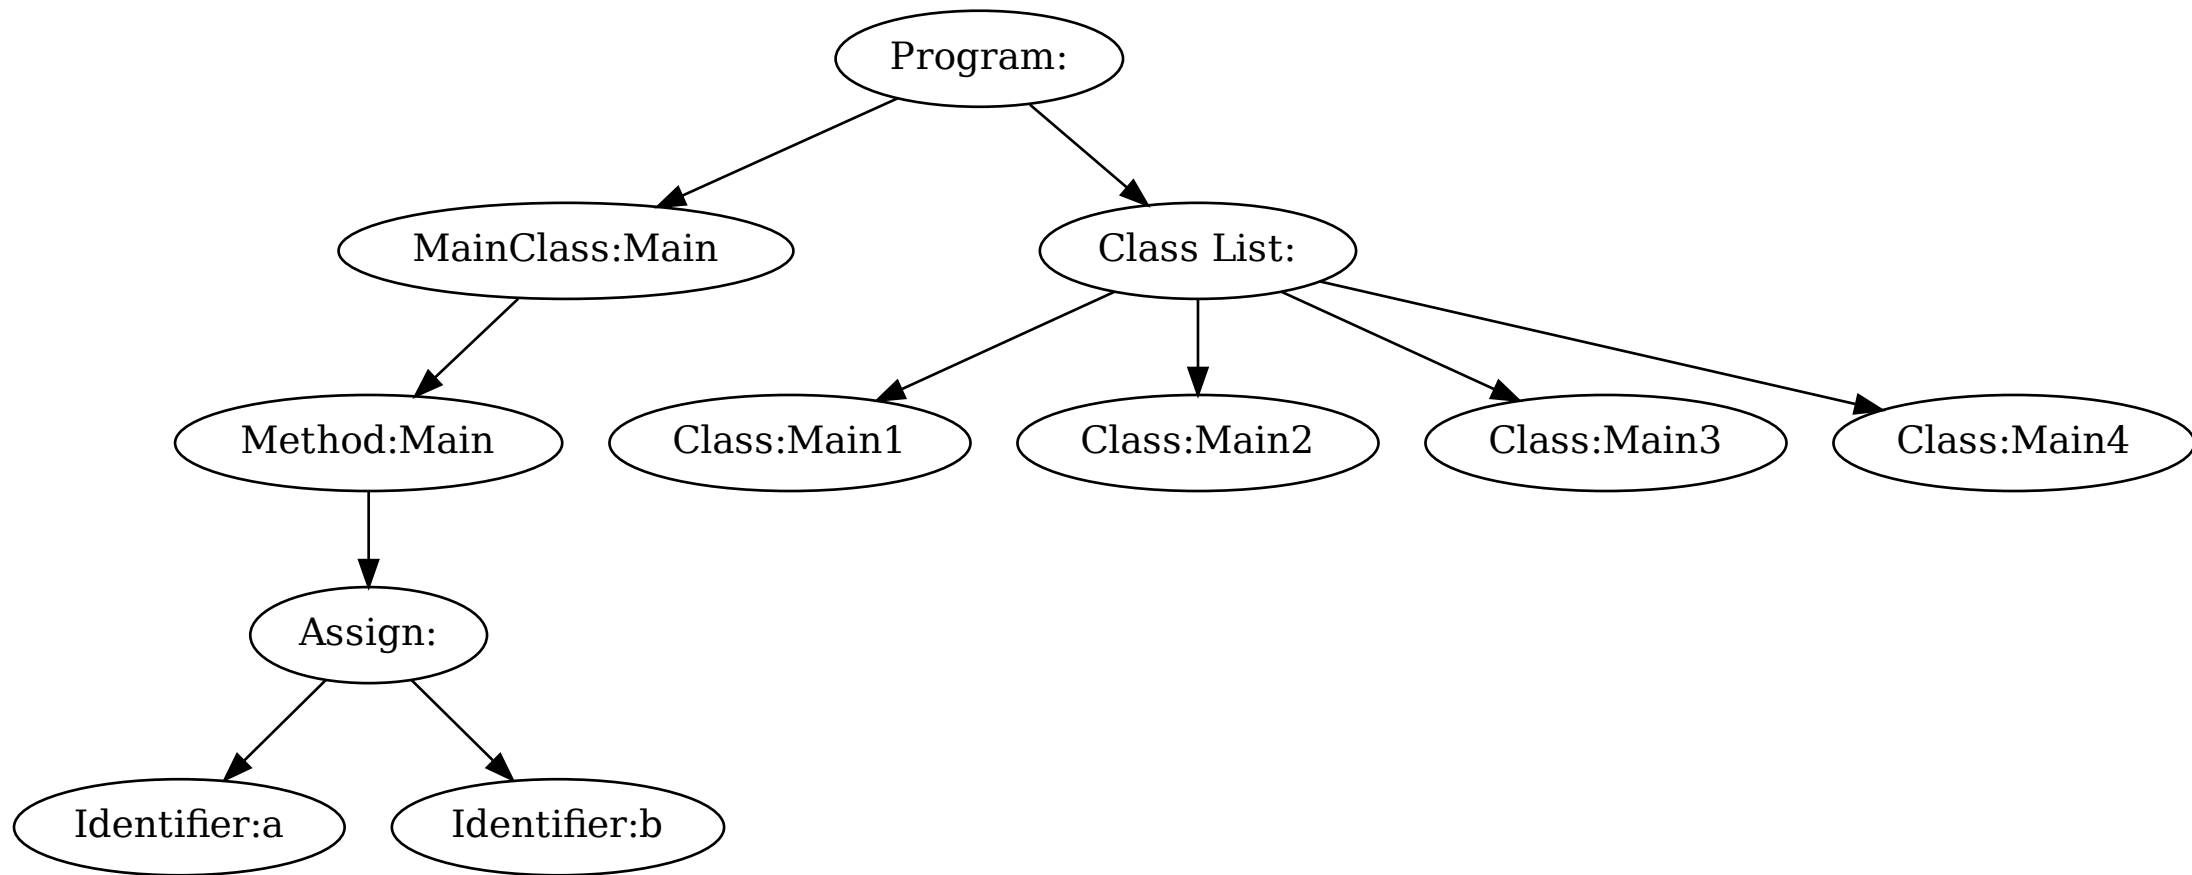 Program:
MainClass:Main
Class List:
Method:Main
Class:Main1
Class:Main2
Class:Main3
Class:Main4
Assign:
Identifier:a
Identifier:b